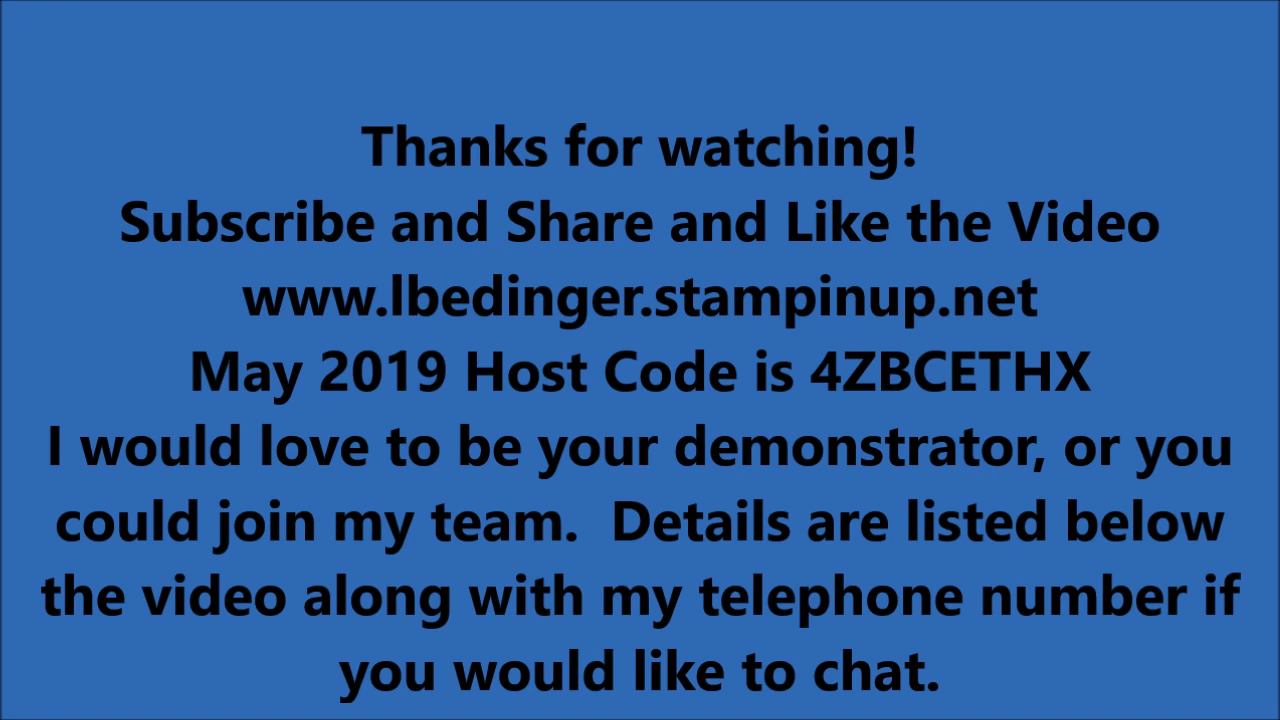 Thanks for watching!
Subscribe and Share and Like the Video
www.lbedinger.stampinup.net
May 2019 Host Code is 4ZBCETHX
I would love to be your demonstrator, or you
could join my team.  Details are listed below
the video along with my telephone number if
you would like to chat.